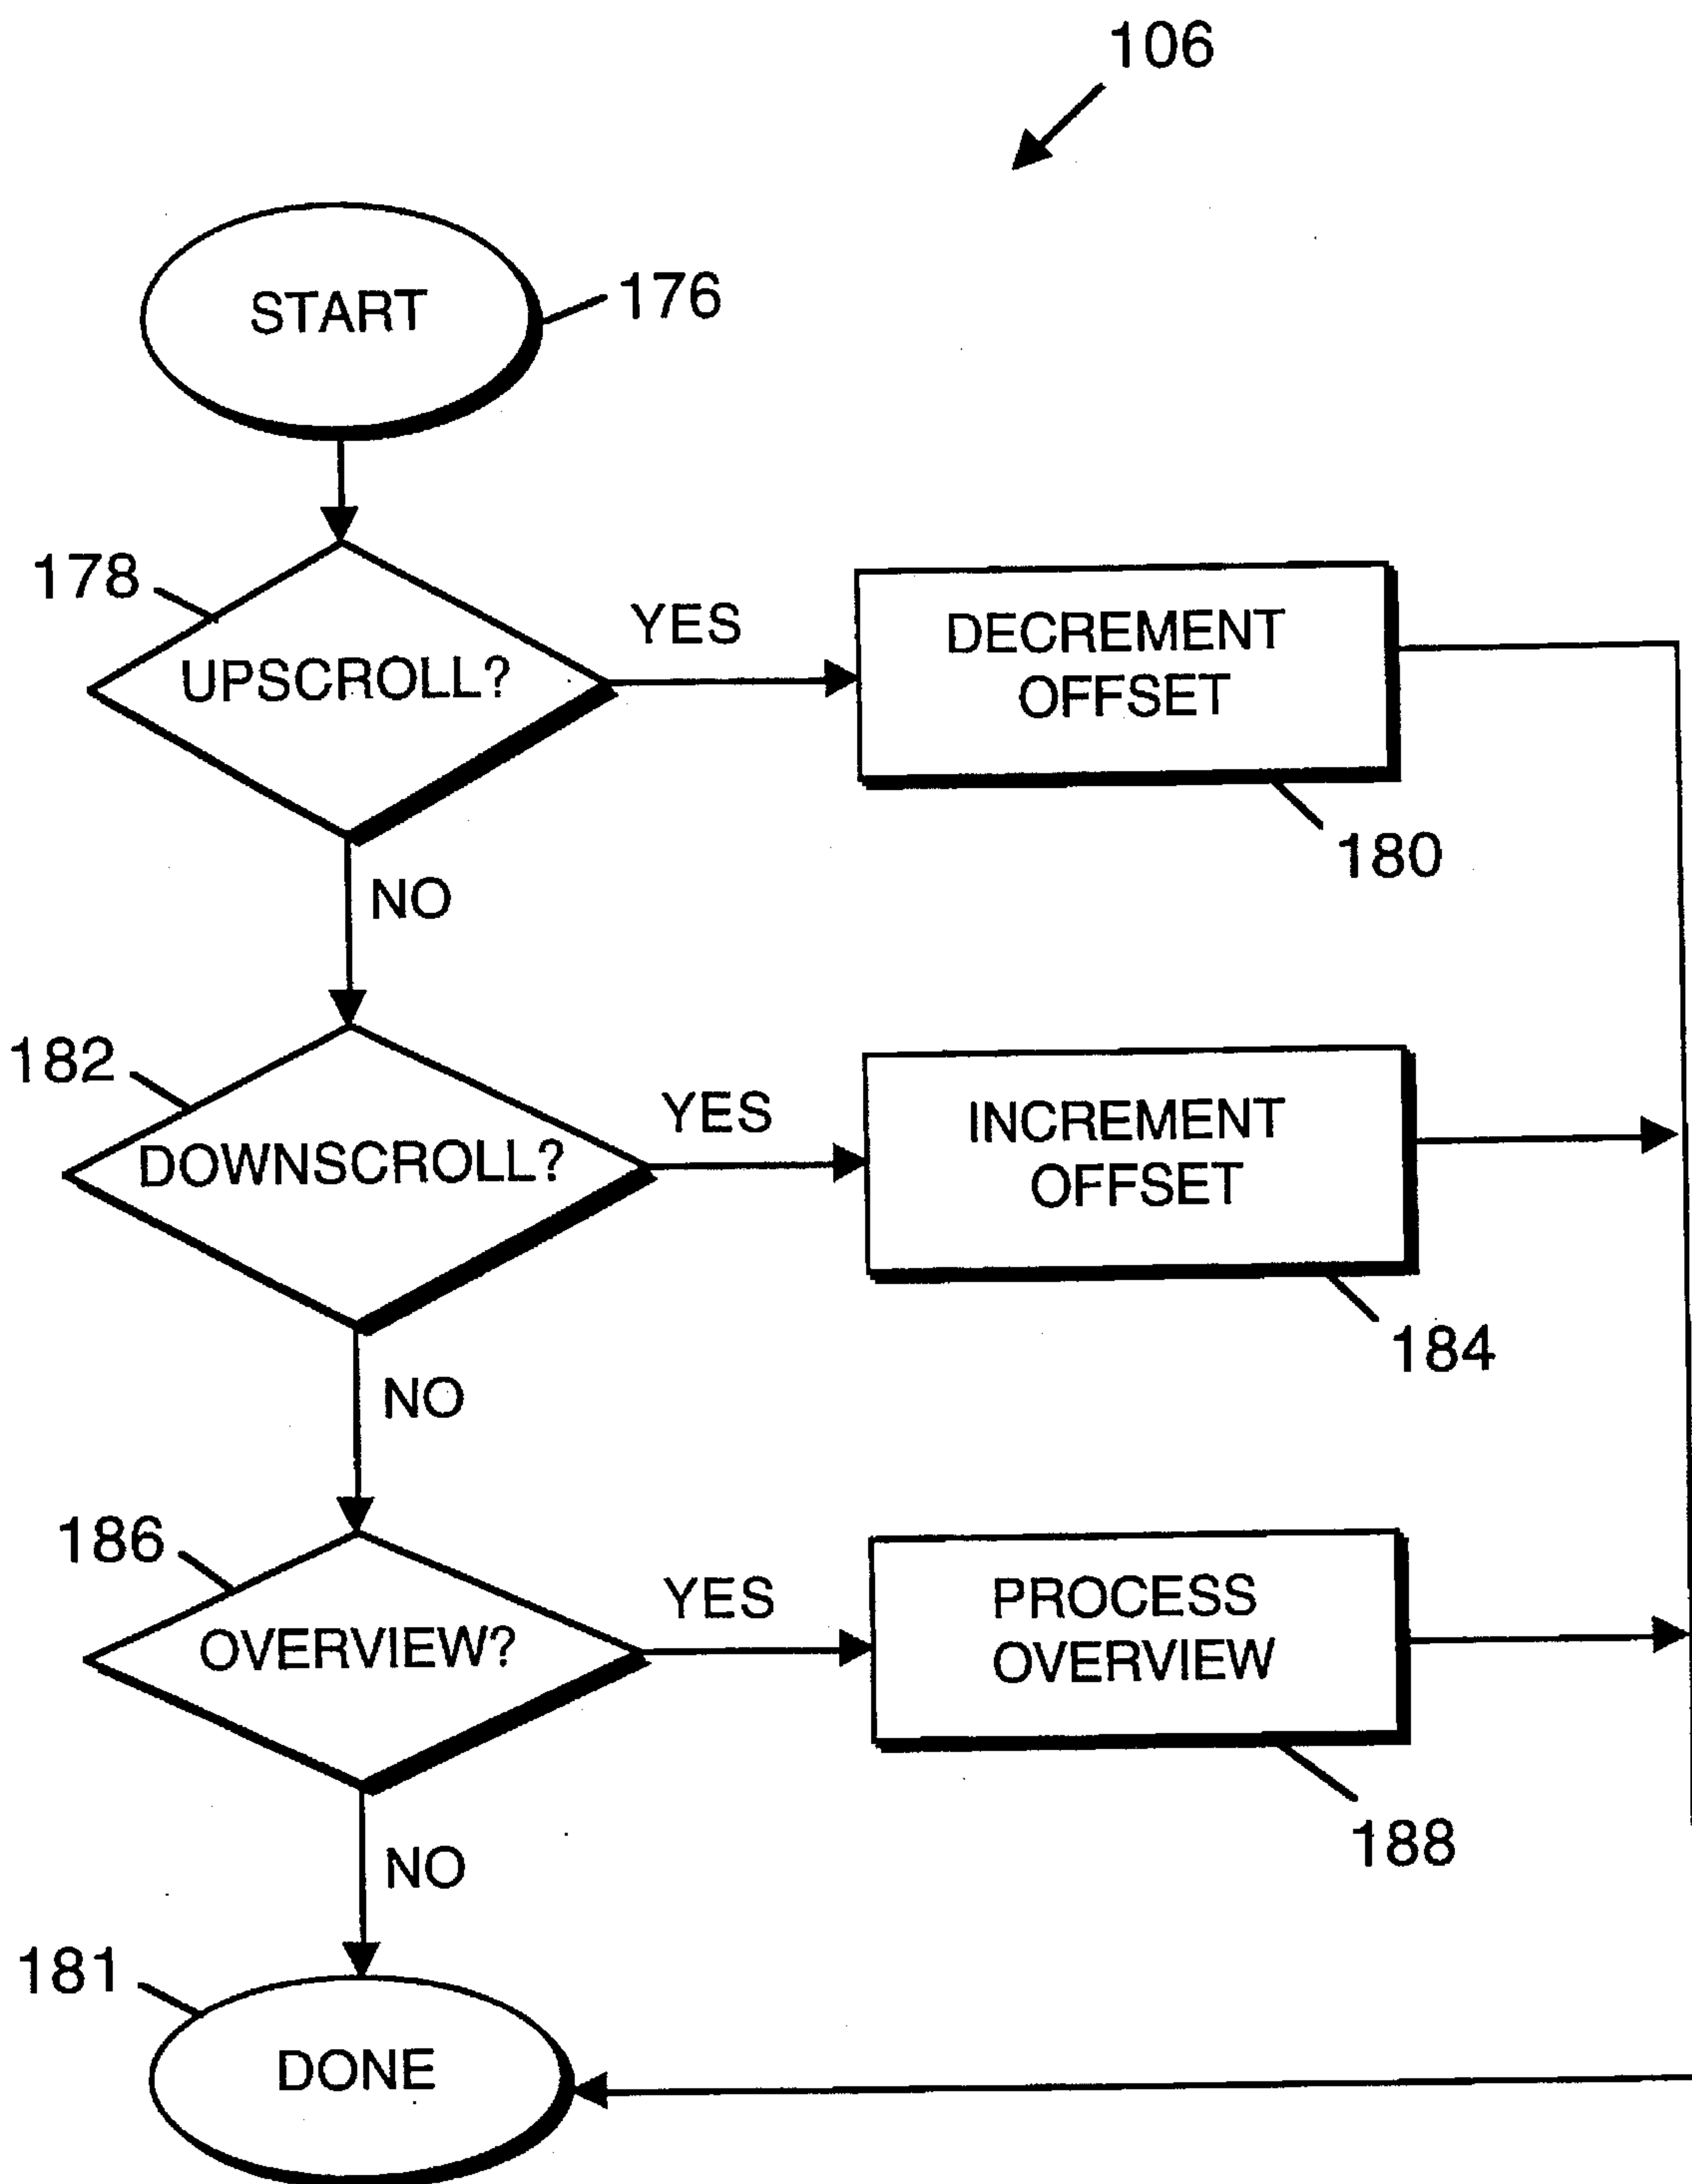 106
START
176
178
UPSCROLL?
YES
DECREMENT
OFFSET
180
NO
182
DOWNSCROLL?
YES
INCREMENT
OFFSET
184
NO
186
OVERVIEW?
YES
PROCESS
OVERVIEW
188
NO
181
DONE